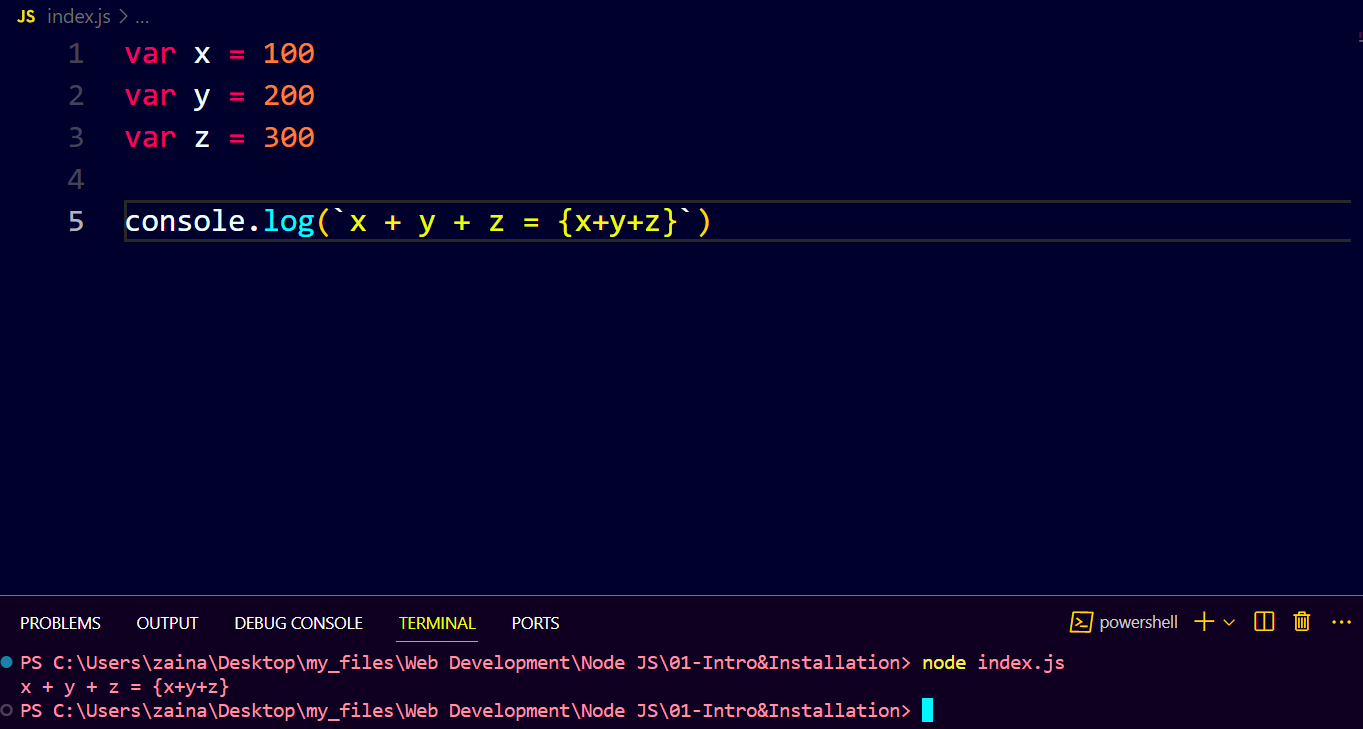 JS index.js > ...
1 var x = 100
2 var y = 200
3 var z = 300
4
5 console.log(`x + y + z = {x+y+z}`)
PROBLEMS OUTPUT DEBUG CONSOLE TERMINAL PORTS powershell
PS C:\Users\zaina\Desktop\my_files\Web Development\Node JS\01-Intro&Installation> node index.js
x + y + z = {x+y+z}
PS C:\Users\zaina\Desktop\my_files\Web Development\Node JS\01-Intro&Installation>